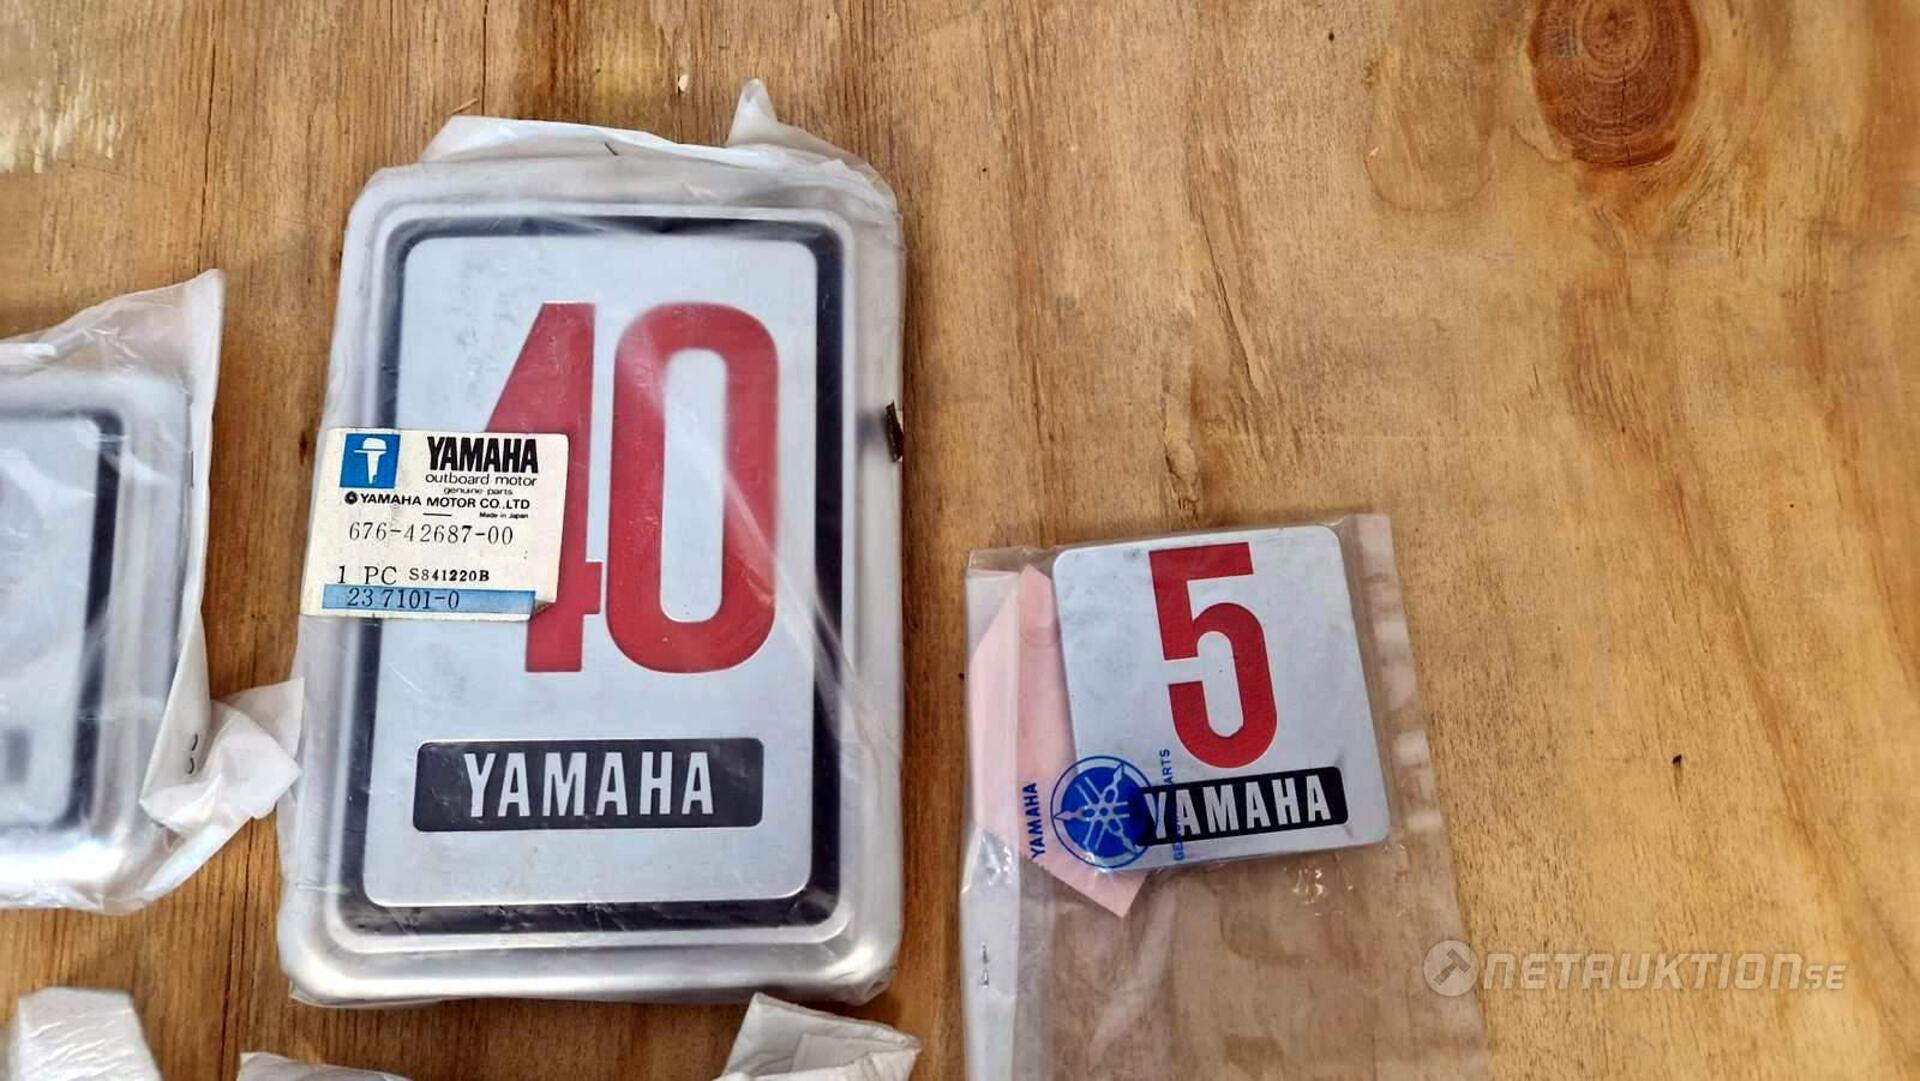 40
YAMAHA
outboard motor
genuine parts
YAMAHA MOTOR CO.,LTD
Made in Japan
676-42687-00
1 PC S841220B
23 7101-0
YAMAHA
5
YAMAHA
YAMAHA
PARTS
NETAUKTION.SE